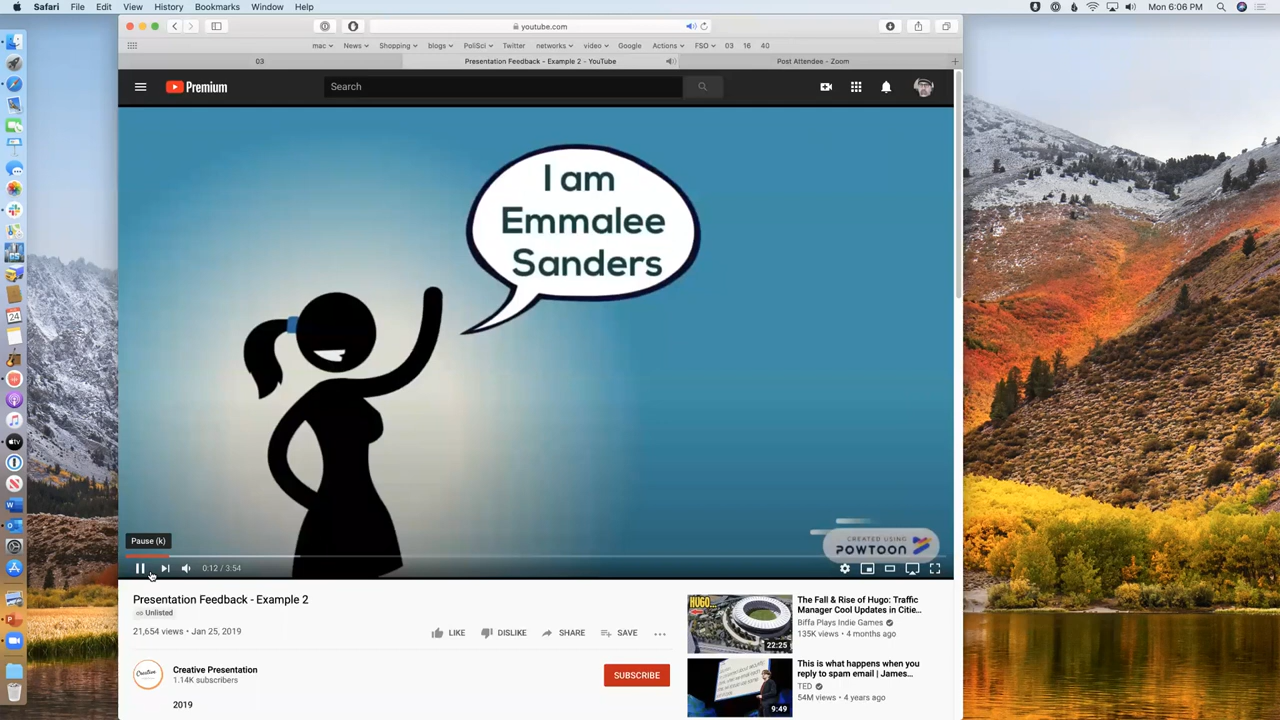 Safari File Edit View History Bookmarks Window Help
Mon 6:06 PM
youtube.com
mac News Shopping blogs PoliSci Twitter networks video Google Actions FSO 03 16 40
03
Presentation Feedback - Example 2 - YouTube
Post Attendee - Zoom
Premium
Search
I am
Emmalee
Sanders
CREATED USING
POWTOON
Pause (k)
0:12 / 3:54
Presentation Feedback - Example 2
Unlisted
21,654 views • Jan 25, 2019
LIKE DISLIKE SHARE SAVE
Creative Presentation
1.14K subscribers
SUBSCRIBE
2019
HUGO...
22:25
The Fall & Rise of Hugo: Traffic
Manager Cool Updates in Citie...
Biffa Plays Indie Games
135K views • 4 months ago
9:49
This is what happens when you
reply to spam email | James...
TED
54M views • 4 years ago
24
tv